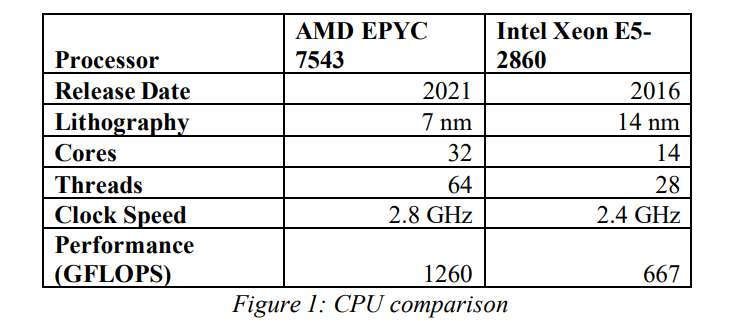 Processor AMD EPYC 7543 Intel Xeon E5-2860
Release Date 2021 2016
Lithography 7 nm 14 nm
Cores 32 14
Threads 64 28
Clock Speed 2.8 GHz 2.4 GHz
Performance (GFLOPS) 1260 667
Figure 1: CPU comparison